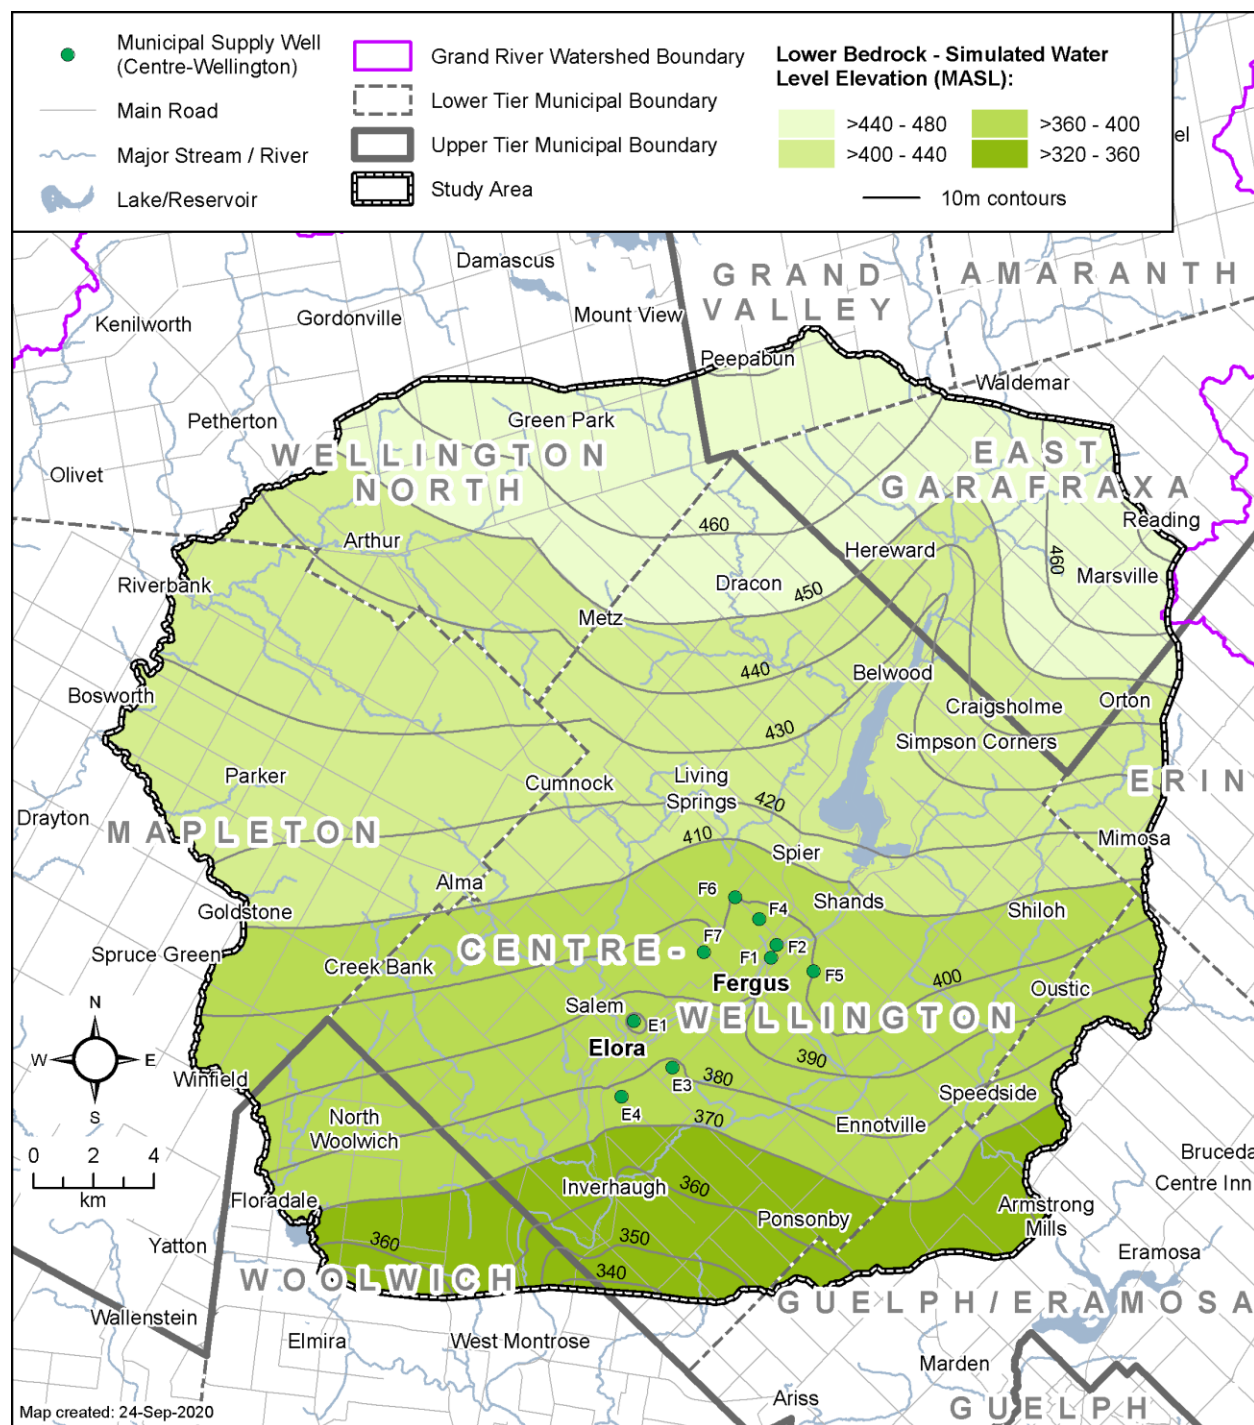 Municipal Supply Well
(Centre-Wellington)
Main Road
Major Stream / River
Lake/Reservoir
Grand River Watershed Boundary
Lower Tier Municipal Boundary
Upper Tier Municipal Boundary
Study Area
Lower Bedrock - Simulated Water
Level Elevation (MASL):
>440 - 480
>400 - 440
>360 - 400
>320 - 360
10m contours
el
Damascus
GRAND
VALLEY
AMARANTH
Kenilworth
Gordonville
Mount View
Peepabun
Waldemar
Petherton
Green Park
WELLINGTON
NORTH
EAST
GARAFRAXA
Olivet
Reading
460
Arthur
Hereward
460
Riverbank
Dracon
450
Marsville
Metz
Bosworth
440
Belwood
Orton
Craigsholme
430
Simpson Corners
Parker
Cumnock
Living
Springs
ERIN
420
Drayton
MAPLETON
410
Mimosa
Spier
Alma
F6
Shands
Goldstone
F4
Shiloh
Spruce Green
CENTRE-
F7
F2
F1
Creek Bank
F5
Fergus
400
Oustic
N
Salem
E1
WELLINGTON
W
E
Elora
390
S
Winfield
E3
380
Speedside
E4
370
North
Woolwich
Ennotville
0 2 4
km
Bruceda
Centre Inn
Inverhaugh
360
Floradale
Armstrong
Mills
Ponsonby
Yatton
360
350
Eramosa
340
WOOLWICH
GUELPH/ERAMOSA
Wallenstein
Elmira
West Montrose
Marden
Ariss
GUELPH
Map created: 24-Sep-2020